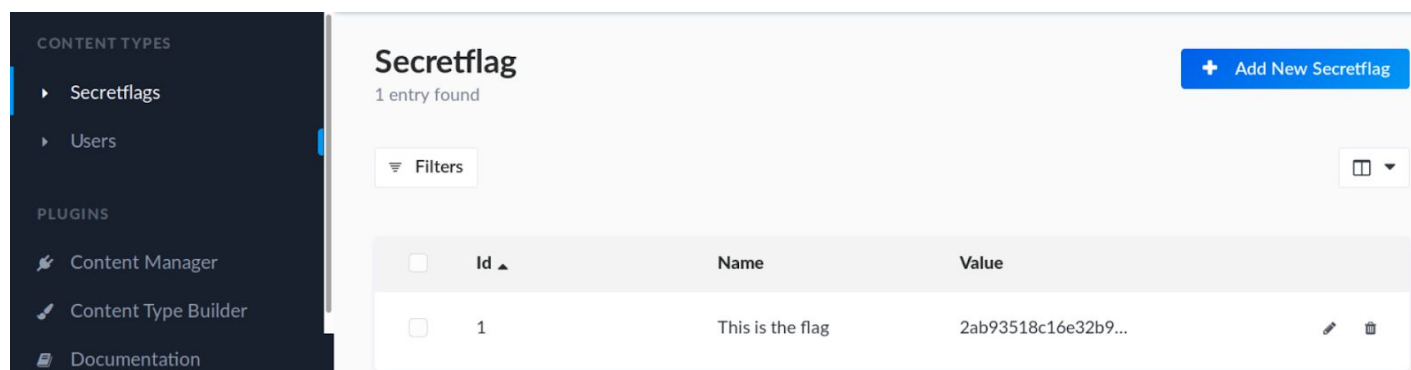 CONTENT TYPES
Secretflags
Users
PLUGINS
Content Manager
Content Type Builder
Documentation
Secretflag
1 entry found
Add New Secretflag
Filters
Id Name Value
1 This is the flag 2ab93518c16e32b9...